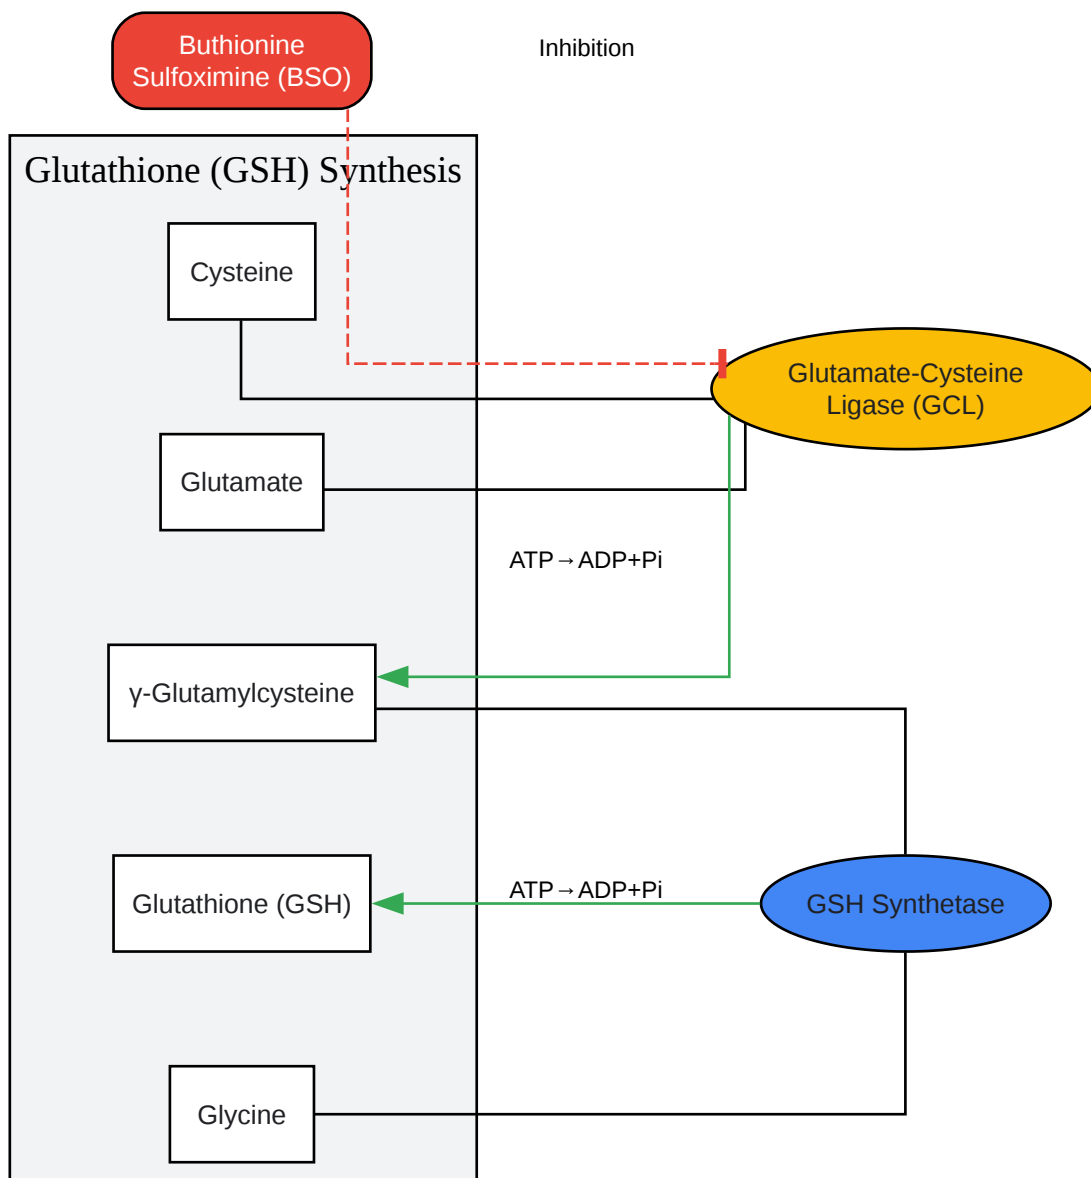 Buthionine
Sulfoximine (BSO)
Inhibition
Glutathione (GSH) Synthesis
Cysteine
Glutamate-Cysteine
Ligase (GCL)
Glutamate
ATP→ADP+Pi
γ-Glutamylcysteine
Glutathione (GSH)
ATP→ADP+Pi
GSH Synthetase
Glycine